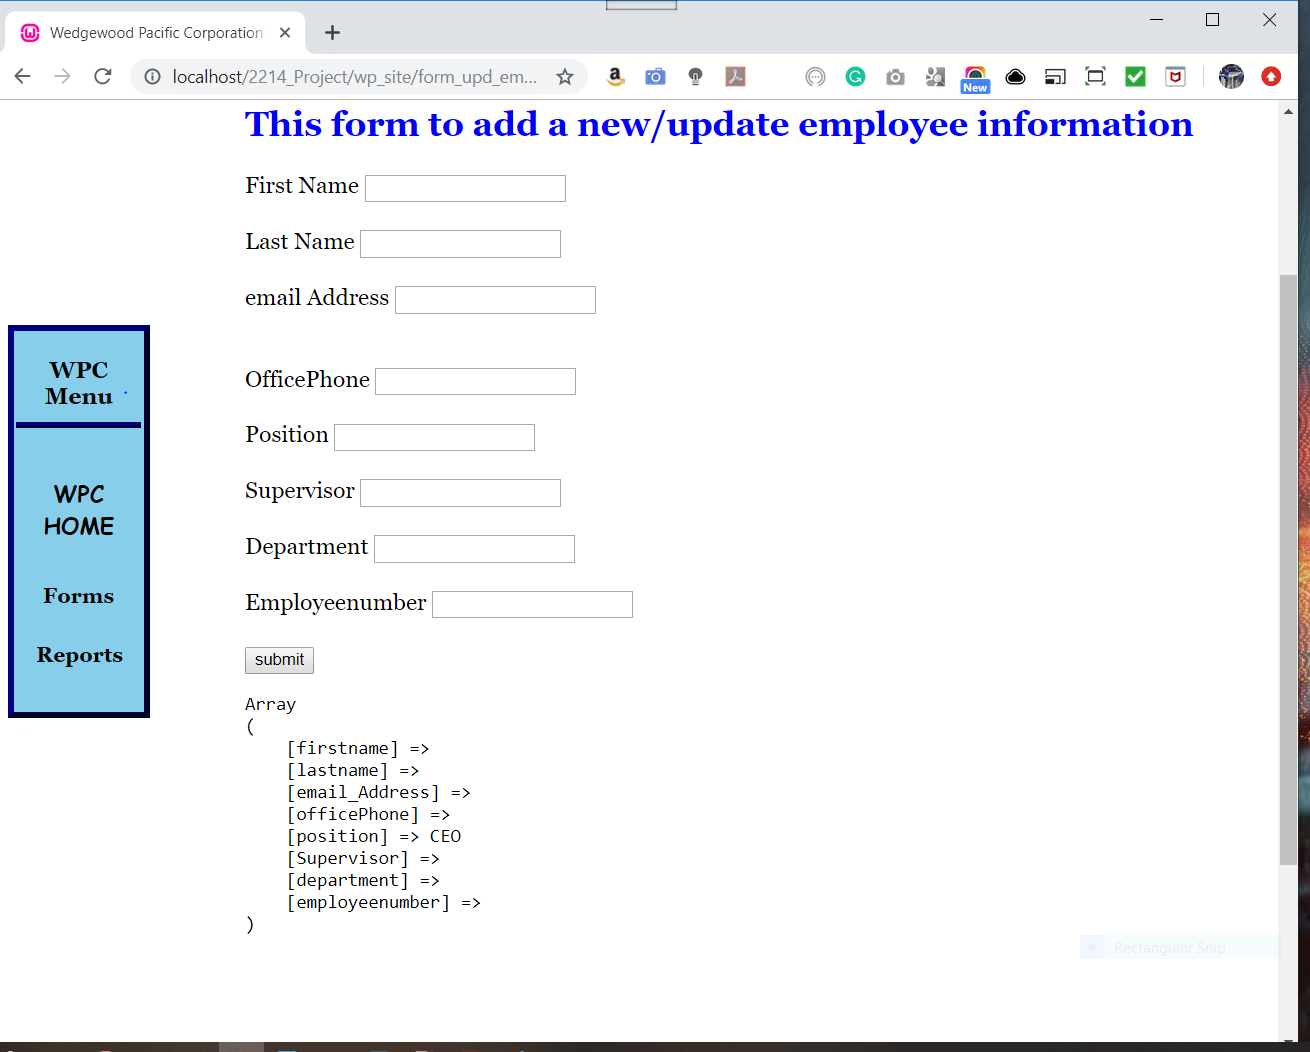 Wedgewood Pacific Corporation
localhost/2214_Project/wp_site/form_upd_em...
New
This form to add a new/update employee information
First Name
Last Name
email Address
OfficePhone
Position
Supervisor
Department
Employeenumber
submit
WPC
Menu
WPC
HOME
Forms
Reports
Array
(
[firstname] =>
[lastname] =>
[email_Address] =>
[officePhone] =>
[position] => CEO
[Supervisor] =>
[department] =>
[employeenumber] =>
)
Rectangular Snip